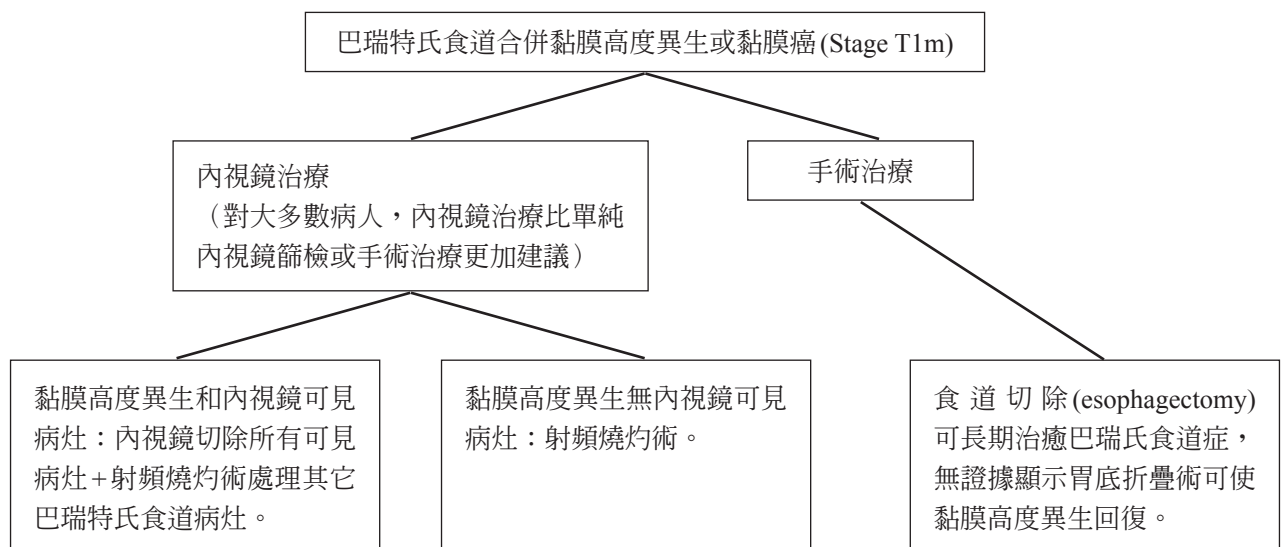 巴瑞特氏食道合併黏膜高度異生或黏膜癌(Stage T1m)
內視鏡治療
（對大多數病人，內視鏡治療比單純
內視鏡篩檢或手術治療更加建議）
手術治療
黏膜高度異生和內視鏡可見
病灶：內視鏡切除所有可見
病灶+射頻燒灼術處理其它
巴瑞特氏食道病灶。
黏膜高度異生無內視鏡可見
病灶：射頻燒灼術。
食道切除(esophagectomy)
可長期治癒巴瑞氏食道症，
無證據顯示胃底折疊術可使
黏膜高度異生回復。